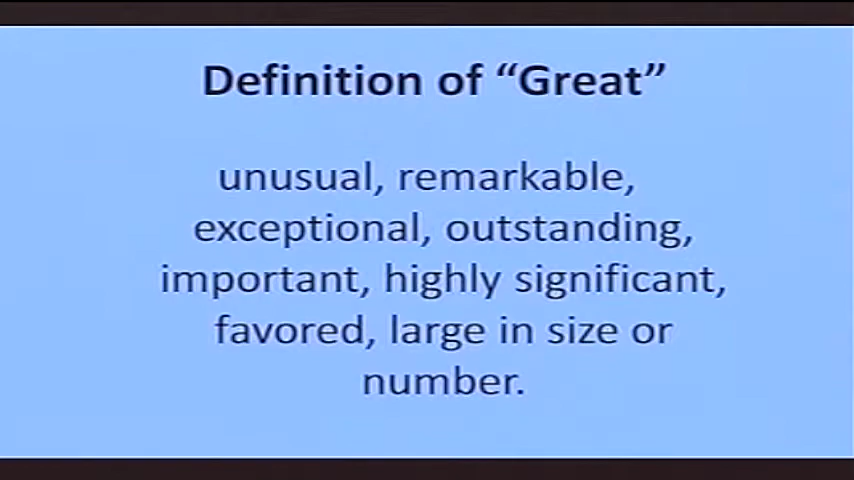 Definition of “Great”
unusual, remarkable,
exceptional, outstanding,
important, highly significant,
favored, large in size or
number.